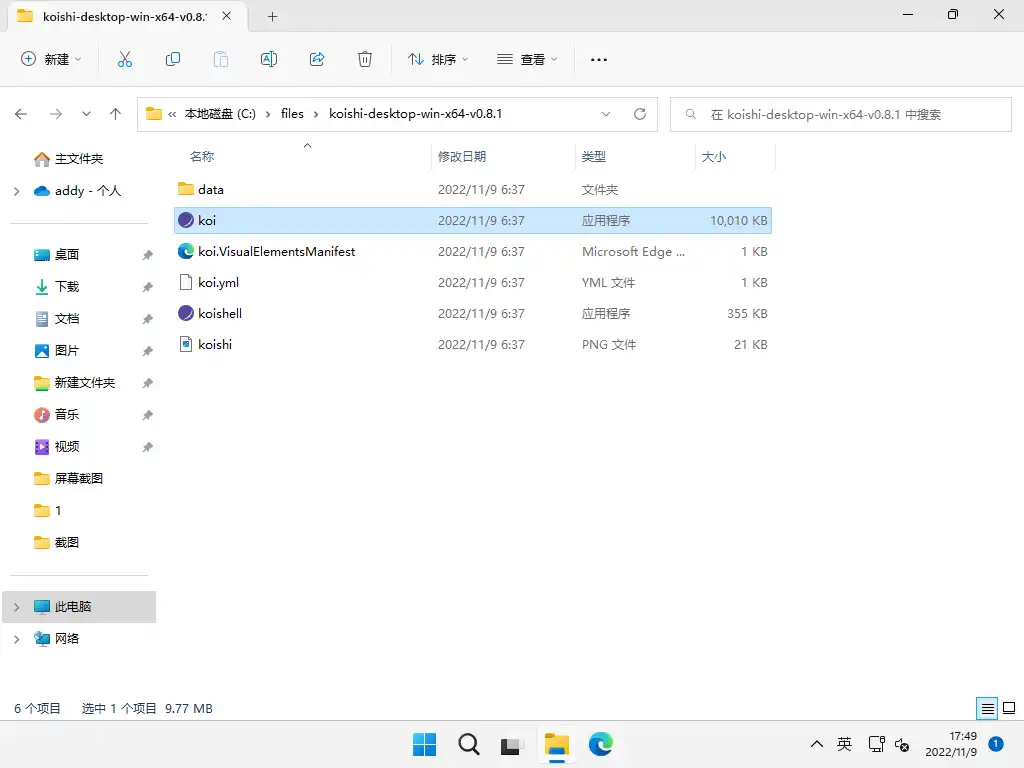 koishi-desktop-win-x64-v0.8.
新建
排序
查看
« 本地磁盘 (C:) › files › koishi-desktop-win-x64-v0.8.1
在 koishi-desktop-win-x64-v0.8.1 中搜索
名称 修改日期 类型 大小
data 2022/11/9 6:37 文件夹
koi 2022/11/9 6:37 应用程序 10,010 KB
koi.VisualElementsManifest 2022/11/9 6:37 Microsoft Edge ... 1 KB
koi.yml 2022/11/9 6:37 YML 文件 1 KB
koishell 2022/11/9 6:37 应用程序 355 KB
koishi 2022/11/9 6:37 PNG 文件 21 KB
主文件夹
addy - 个人
桌面
下载
文档
图片
新建文件夹
音乐
视频
屏幕截图
1
截图
此电脑
网络
6 个项目 选中 1 个项目 9.77 MB
英
17:49
2022/11/9
1